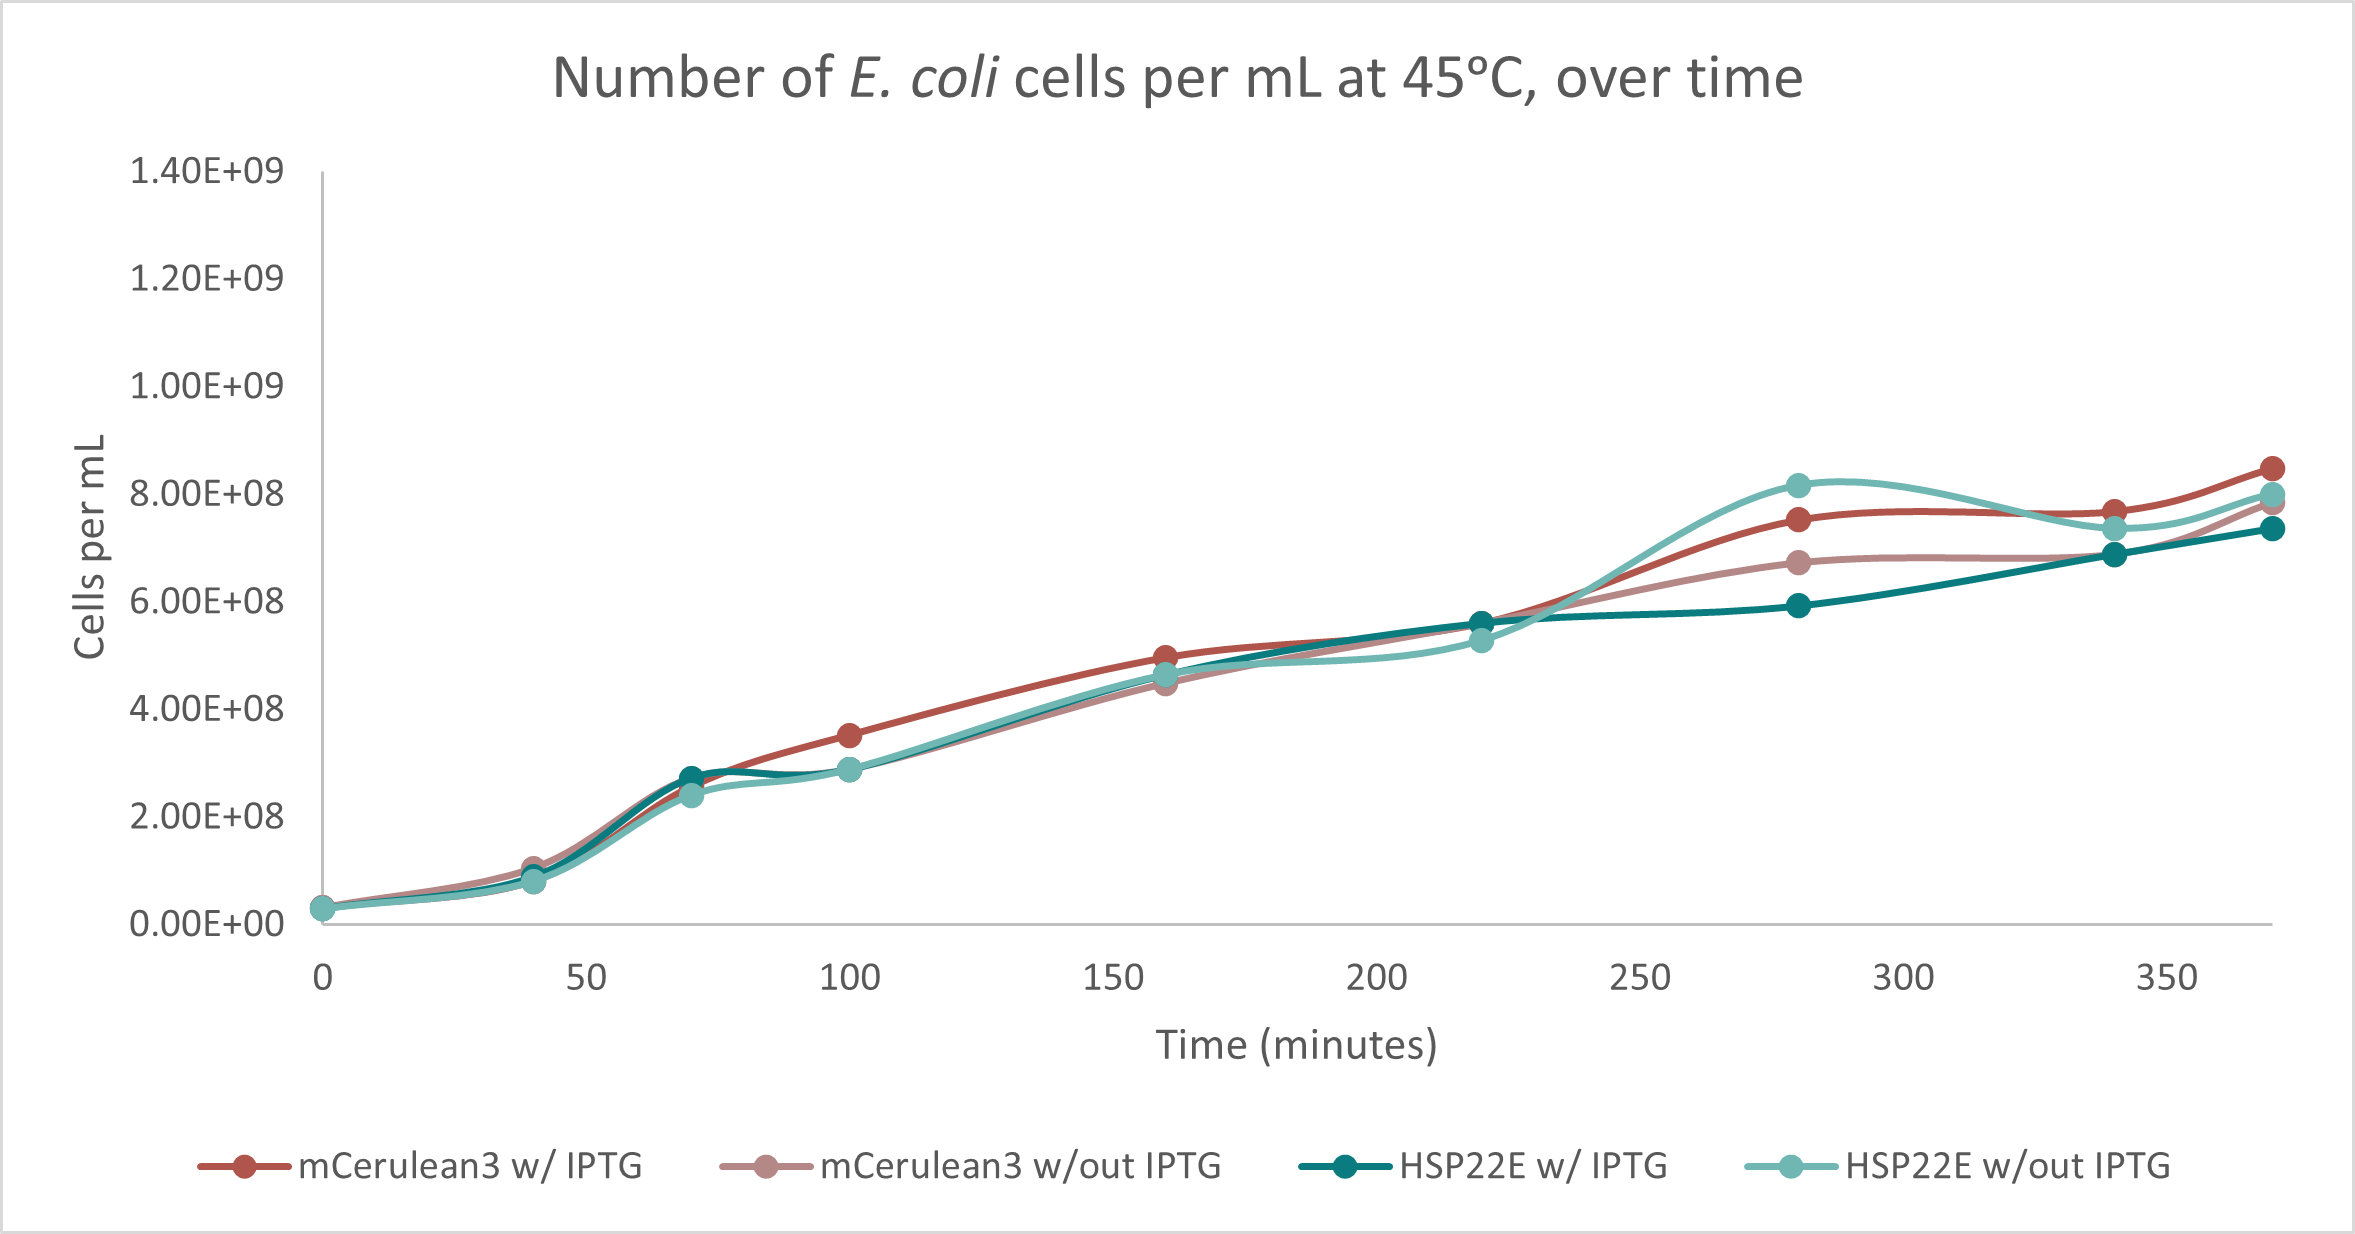 Number of E. coli cells per mL at 45ºC, over time
1.40E+09
1.20E+09
1.00E+09
8.00E+08
6.00E+08
4.00E+08
2.00E+08
0.00E+00
Cells per mL
0 50 100 150 200 250 300 350
Time (minutes)
mCerulean3 w/ IPTG mCerulean3 w/out IPTG HSP22E w/ IPTG HSP22E w/out IPTG